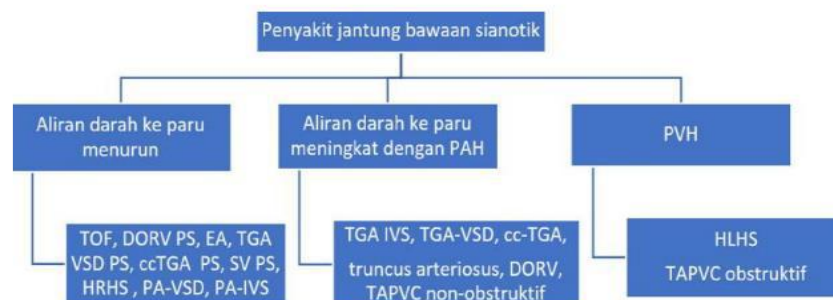 Penyakit jantung bawaan sianotik
Aliran darah ke paru
menurun
Aliran darah ke paru
meningkat dengan PAH
PVH
TOF, DORV PS, EA, TGA
VSD PS, ccTGA PS, SV PS,
HRHS , PA-VSD, PA-IVS
TGA IVS, TGA-VSD, cc-TGA,
truncus arteriosus, DORV,
TAPVC non-obstruktif
HLHS
TAPVC obstruktif